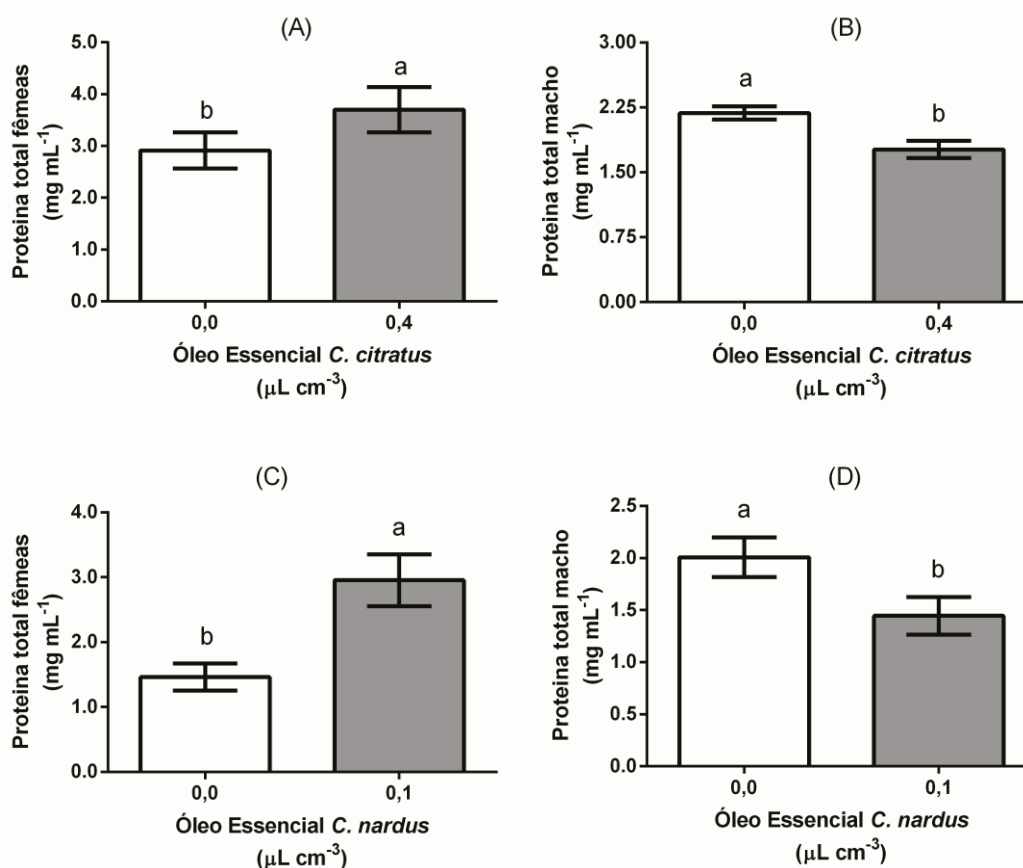 (A)
Proteina total fêmeas
(mg mL-1)
5.0
4.0
3.0
2.0
1.0
0.0
b
a
0,0
0,4
Óleo Essencial C. citratus
(μL cm-3)
(B)
Proteina total macho
(mg mL-1)
3.00
2.25
1.50
0.75
0.00
a
b
0,0
0,4
Óleo Essencial C. citratus
(μL cm-3)
(C)
Proteina total fêmeas
(mg mL-1)
4.0
3.0
2.0
1.0
0.0
b
a
0,0
0,1
Óleo Essencial C. nardus
(μL cm-3)
(D)
Proteina total macho
(mg mL-1)
2.5
2.0
1.5
1.0
0.5
0.0
a
b
0,0
0,1
Óleo Essencial C. nardus
(μL cm-3)